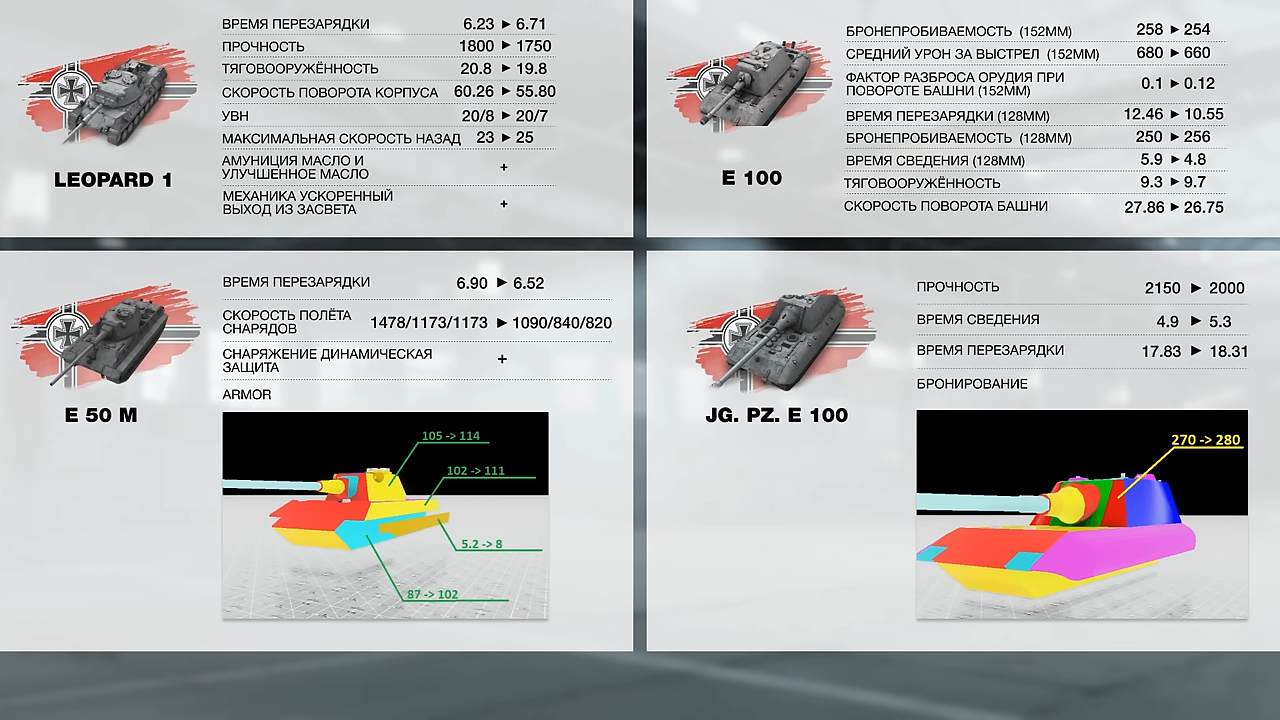 ВРЕМЯ ПЕРЕЗАРЯДКИ 6.23 ► 6.71
ПРОЧНОСТЬ 1800 ► 1750
ТЯГОВООРУЖЁННОСТЬ 20.8 ► 19.8
СКОРОСТЬ ПОВОРОТА КОРПУСА 60.26 ► 55.80
УВН 20/8 ► 20/7
МАКСИМАЛЬНАЯ СКОРОСТЬ НАЗАД 23 ► 25
АМУНИЦИЯ МАСЛО И
УЛУЧШЕННОЕ МАСЛО +
МЕХАНИКА УСКОРЕННЫЙ
ВЫХОД ИЗ ЗАСВЕТА +
LEOPARD 1
БРОНЕПРОБИВАЕМОСТЬ (152ММ) 258 ► 254
СРЕДНИЙ УРОН ЗА ВЫСТРЕЛ (152ММ) 680 ► 660
ФАКТОР РАЗБРОСА ОРУДИЯ ПРИ
ПОВОРОТЕ БАШНИ (152ММ) 0.1 ► 0.12
ВРЕМЯ ПЕРЕЗАРЯДКИ (128ММ) 12.46 ► 10.55
БРОНЕПРОБИВАЕМОСТЬ (128ММ) 250 ► 256
ВРЕМЯ СВЕДЕНИЯ (128ММ) 5.9 ► 4.8
ТЯГОВООРУЖЁННОСТЬ 9.3 ► 9.7
СКОРОСТЬ ПОВОРОТА БАШНИ 27.86 ► 26.75
E 100
ВРЕМЯ ПЕРЕЗАРЯДКИ 6.90 ► 6.52
СКОРОСТЬ ПОЛЁТА
СНАРЯДОВ 1478/1173/1173 ► 1090/840/820
СНАРЯЖЕНИЕ ДИНАМИЧЕСКАЯ
ЗАЩИТА +
ARMOR
E 50 M
105 -> 114
102 -> 111
5.2 -> 8
87 -> 102
ПРОЧНОСТЬ 2150 ► 2000
ВРЕМЯ СВЕДЕНИЯ 4.9 ► 5.3
ВРЕМЯ ПЕРЕЗАРЯДКИ 17.83 ► 18.31
БРОНИРОВАНИЕ
JG. PZ. E 100
270 -> 280